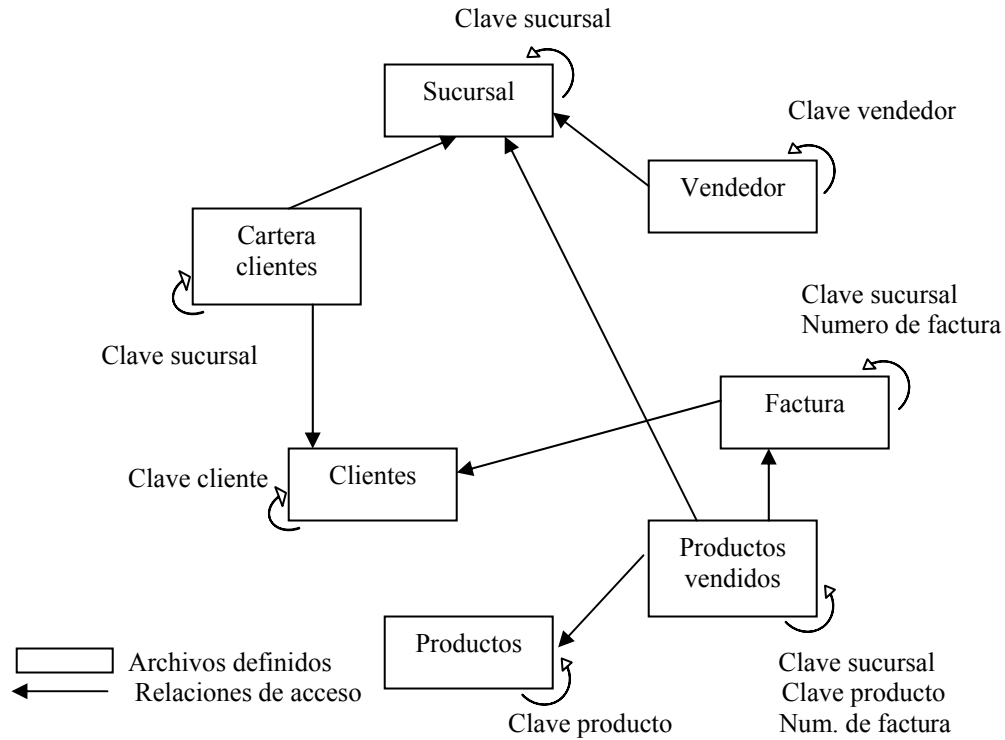 Clave sucursal
Sucursal
Clave vendedor
Vendedor
Cartera
clientes
Clave sucursal
Numero de factura
Clave sucursal
Factura
Clientes
Clave cliente
Productos
vendidos
Productos
Archivos definidos
Relaciones de acceso
Clave producto
Clave sucursal
Clave producto
Num. de factura